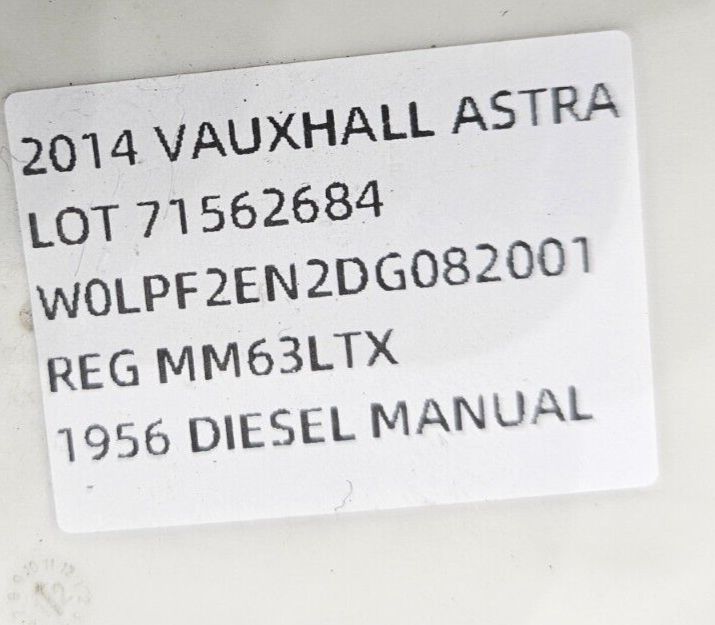 2014 VAUXHALL ASTRA
LOT 71562684
W0LPF2EN2DG082001
REG MM63LTX
1956 DIESEL MANUAL